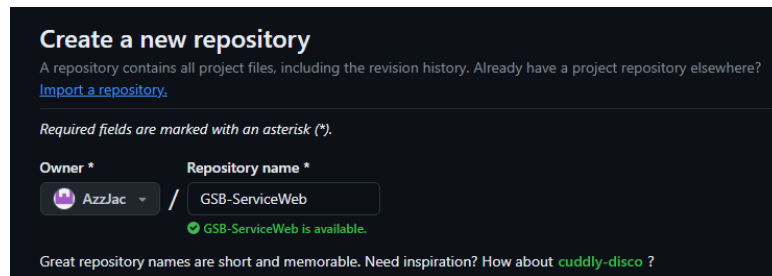 Create a new repository
A repository contains all project files, including the revision history. Already have a project repository elsewhere?
Import a repository.
Required fields are marked with an asterisk (*).
Owner * Repository name *
AzzJac / GSB-ServiceWeb
GSB-ServiceWeb is available.
Great repository names are short and memorable. Need inspiration? How about cuddly-disco ?